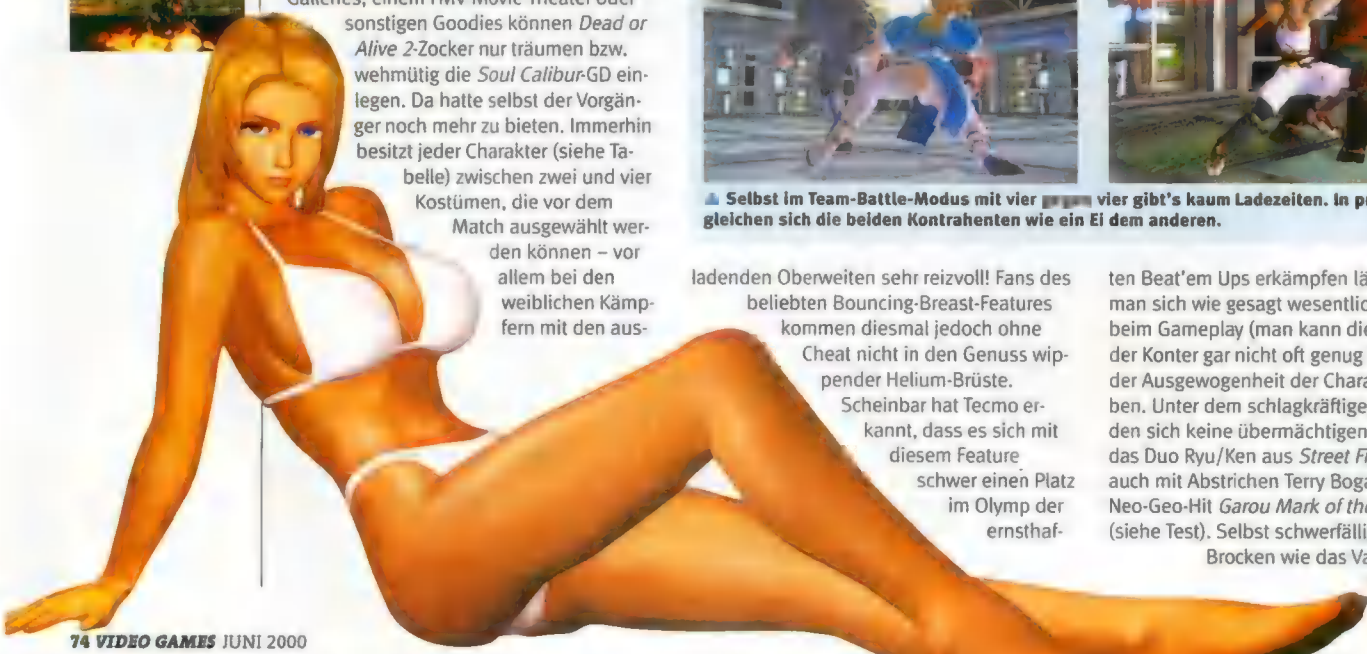 sonstigen Goodies können Dead or
Alive 2-Zocker nur träumen bzw.
wehmütig die Soul Calibur-GD ein-
legen. Da hatte selbst der Vorgän-
ger noch mehr zu bieten. Immerhin
besitzt jeder Charakter (siehe Ta-
belle) zwischen zwei und vier
Kostümen, die vor dem
Match ausgewählt wer-
den können – vor
allem bei den
weiblichen Kämp-
fern mit den aus-
Selbst im Team-Battle-Modus mit vier vier gibt's kaum Ladezeiten. In
gleichen sich die beiden Kontrahenten wie ein Ei dem anderen.
ladenden Oberweiten sehr reizvoll! Fans des
beliebten Bouncing-Breast-Features
kommen diesmal jedoch ohne
Cheat nicht in den Genuss wip-
pender Helium-Brüste.
Scheinbar hat Tecmo er-
kannt, dass es sich mit
diesem Feature
schwer einen Platz
im Olymp der
ernsthaf-
ten Beat'em Ups erkämpfen lä
man sich wie gesagt wesentlic
beim Gameplay (man kann die
der Konter gar nicht oft genug
der Ausgewogenheit der Chara
ben. Unter dem schlagkräftige
den sich keine übermächtigen
das Duo Ryu/Ken aus Street F
auch mit Abstrichen Terry Boga
Neo-Geo-Hit Garou Mark of the
(siehe Test). Selbst schwerfälli
Brocken wie das Va
74 VIDEO GAMES JUNI 2000